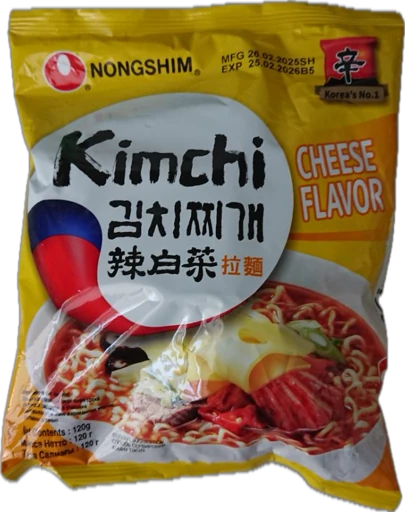 NONGSHIM
MFG 26.02.2025SH
EXP 25.02.2026B5
辛
Korea's No.1
Kimchi
CHEESE
FLAVOR
김치찌개
辣白菜拉麵
: 120g
: 120 г
: 120 г